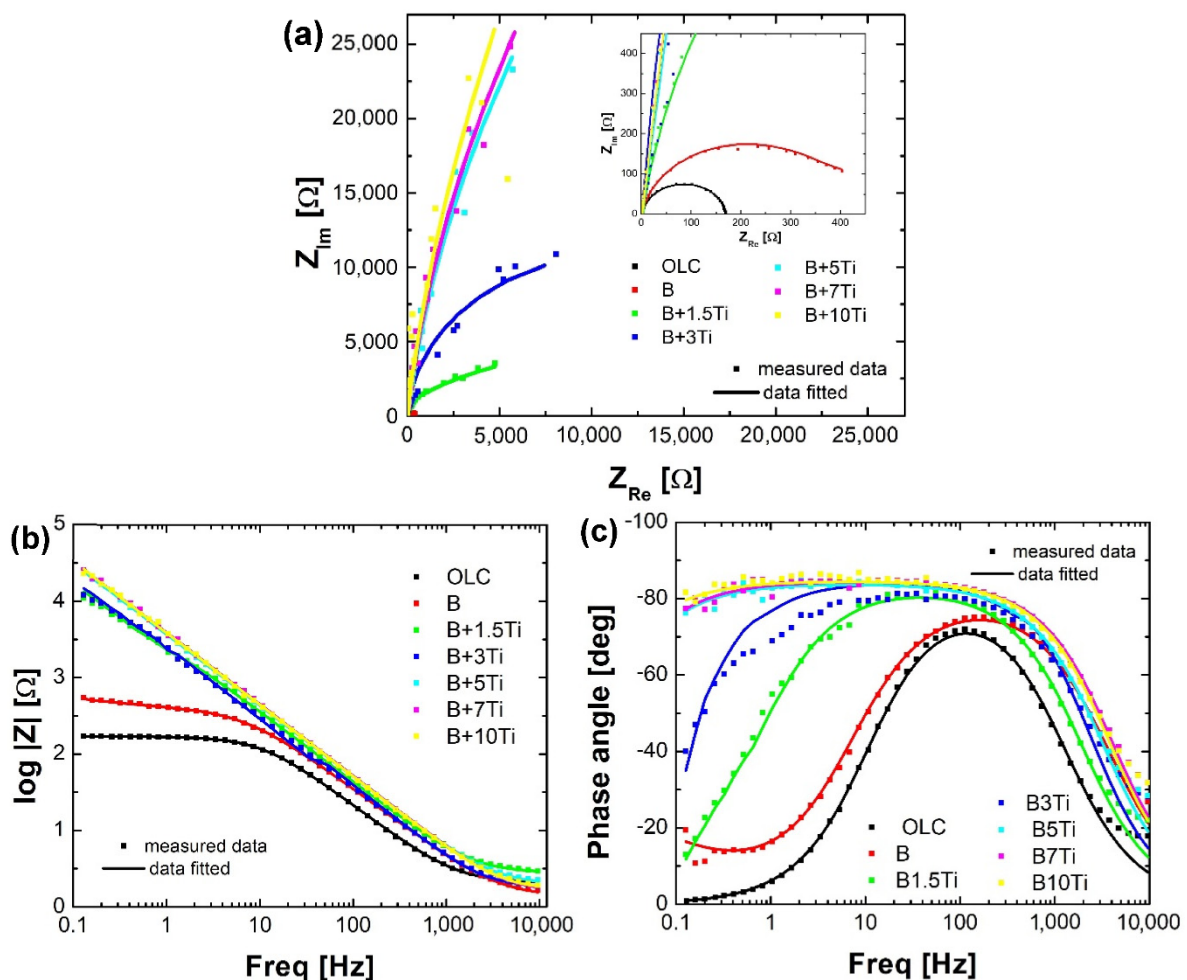 (a)
25,000
20,000
15,000
10,000
5,000
0
Z_Im [Ω]
0 5,000 10,000 15,000 20,000 25,000
Z_Re [Ω]
400
300
200
100
0
Z_Im [Ω]
0 100 200 300 400
Z_Re [Ω]
OLC
B
B+1.5Ti
B+3Ti
B+5Ti
B+7Ti
B+10Ti
measured data
data fitted
(b)
5
4
3
2
1
0
log |Z| [Ω]
0.1 1 10 100 1,000 10,000
Freq [Hz]
OLC
B
B+1.5Ti
B+3Ti
B+5Ti
B+7Ti
B+10Ti
measured data
data fitted
(c)
-100
-80
-60
-40
-20
0
Phase angle [deg]
0.1 1 10 100 1,000 10,000
Freq [Hz]
measured data
data fitted
OLC
B
B1.5Ti
B3Ti
B5Ti
B7Ti
B10Ti